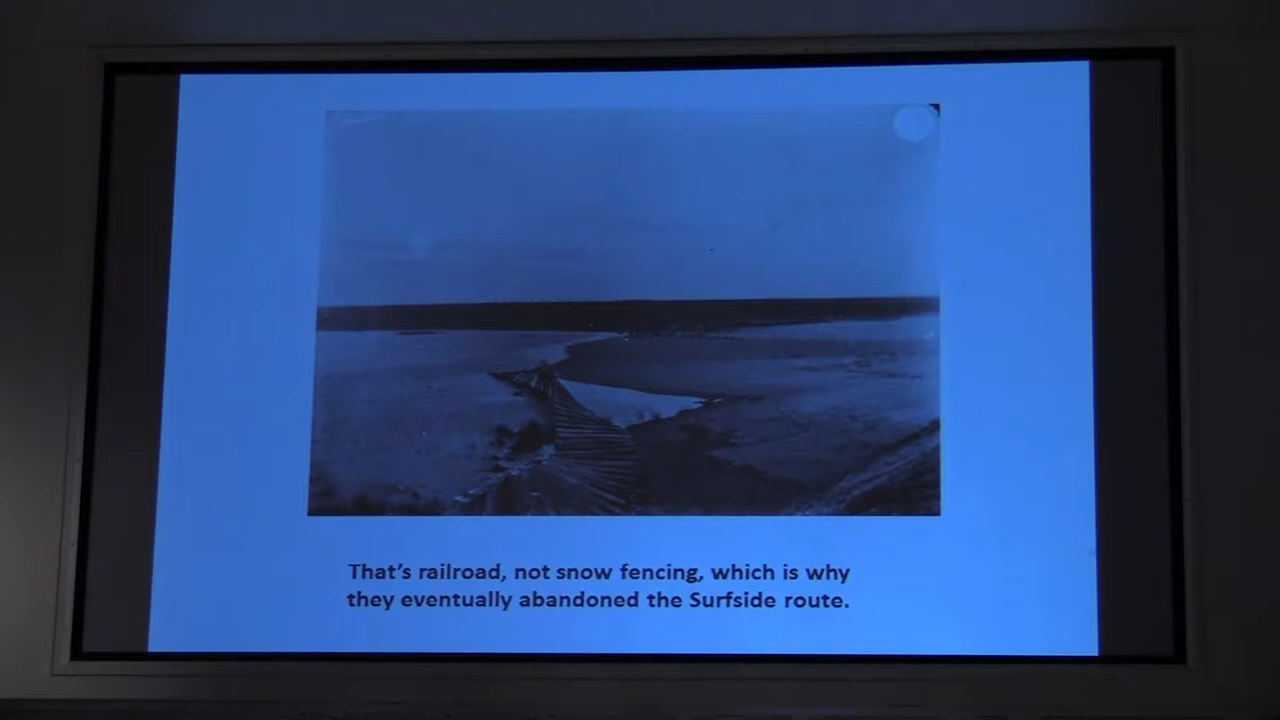 That's railroad, not snow fencing, which is why
they eventually abandoned the Surfside route.